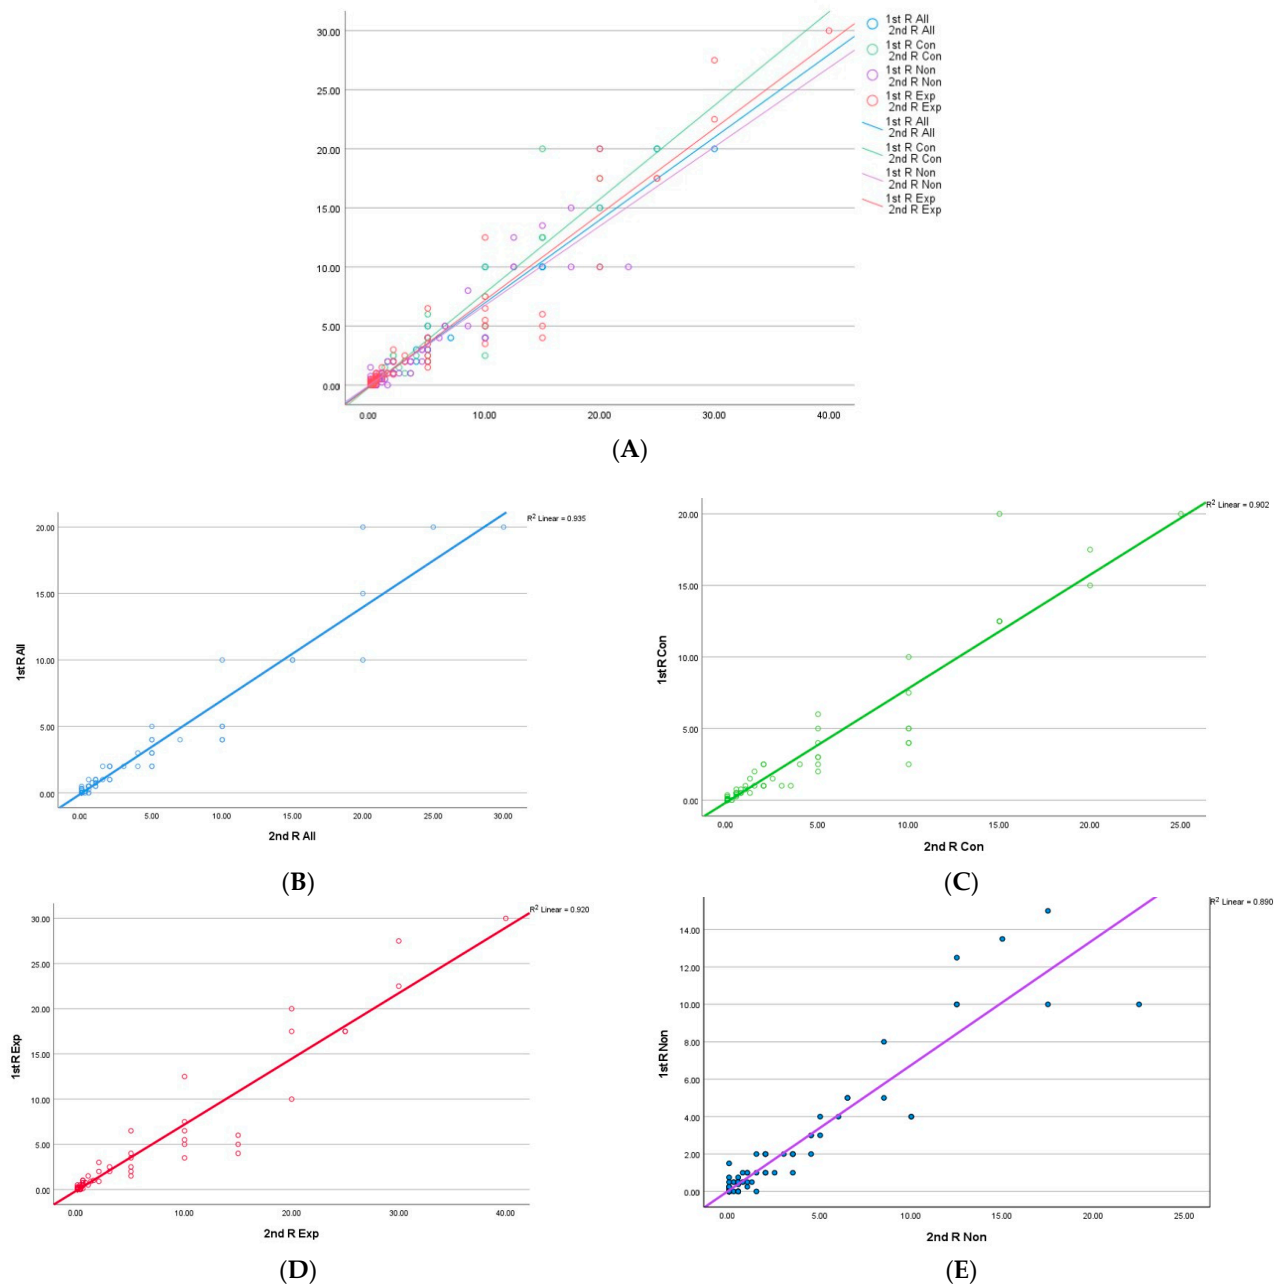 30.00
25.00
20.00
15.00
10.00
5.00
0.00
0.00 10.00 20.00 30.00 40.00
1st R All
2nd R All
1st R Con
2nd R Con
1st R Non
2nd R Non
1st R Exp
2nd R Exp
1st R All
2nd R All
1st R Con
2nd R Con
1st R Non
2nd R Non
1st R Exp
2nd R Exp
(A)
R² Linear = 0.935
20.00
15.00
10.00
5.00
0.00
1st R All
0.00 5.00 10.00 15.00 20.00 25.00 30.00
2nd R All
(B)
R² Linear = 0.902
20.00
15.00
10.00
5.00
0.00
1st R Con
0.00 5.00 10.00 15.00 20.00 25.00
2nd R Con
(C)
R² Linear = 0.920
30.00
25.00
20.00
15.00
10.00
5.00
0.00
1st R Exp
0.00 10.00 20.00 30.00 40.00
2nd R Exp
(D)
R² Linear = 0.890
14.00
12.00
10.00
8.00
6.00
4.00
2.00
0.00
1st R Non
0.00 5.00 10.00 15.00 20.00 25.00
2nd R Non
(E)